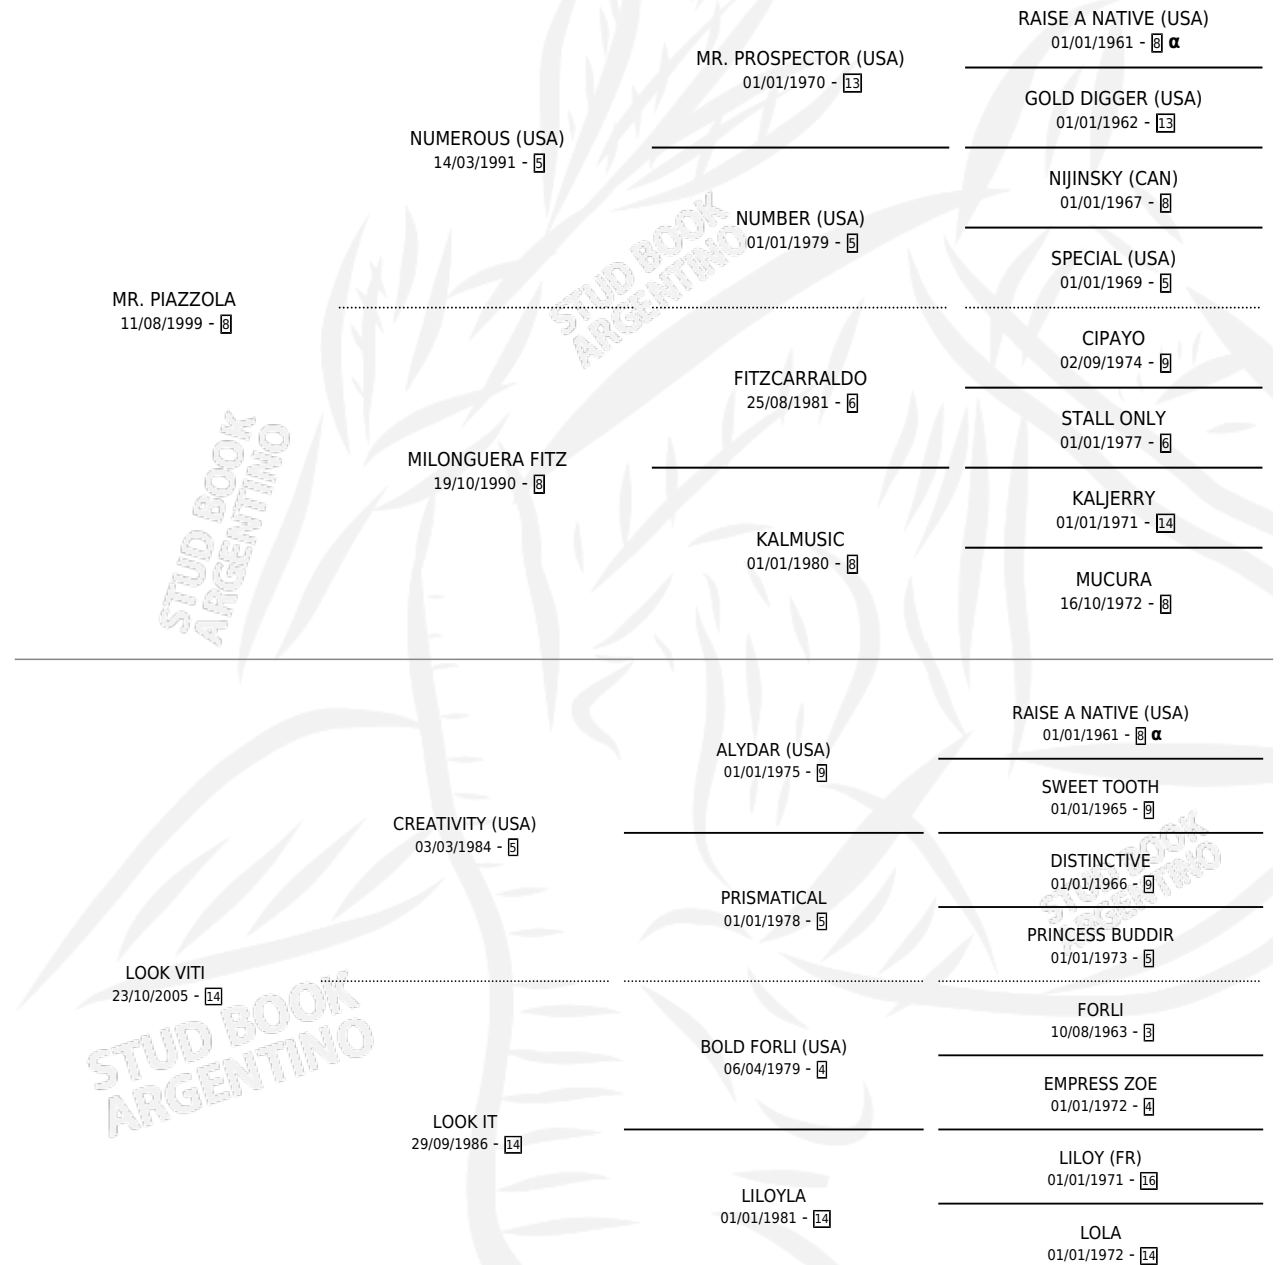 RAISE A NATIVE (USA)
01/01/1961 - 8 α
MR. PROSPECTOR (USA)
01/01/1970 - 13
GOLD DIGGER (USA)
01/01/1962 - 13
NUMEROUS (USA)
14/03/1991 - 5
NIJINSKY (CAN)
01/01/1967 - 8
NUMBER (USA)
01/01/1979 - 5
SPECIAL (USA)
01/01/1969 - 5
MR. PIAZZOLA
11/08/1999 - 8
CIPAYO
02/09/1974 - 9
FITZCARRALDO
25/08/1981 - 6
STALL ONLY
01/01/1977 - 6
MILONGUERA FITZ
19/10/1990 - 8
KALJERRY
01/01/1971 - 14
KALMUSIC
01/01/1980 - 8
MUCURA
16/10/1972 - 8
RAISE A NATIVE (USA)
01/01/1961 - 8 α
ALYDAR (USA)
01/01/1975 - 9
SWEET TOOTH
01/01/1965 - 9
CREATIVITY (USA)
03/03/1984 - 5
DISTINCTIVE
01/01/1966 - 9
PRISMATICAL
01/01/1978 - 5
PRINCESS BUDDIR
01/01/1973 - 5
LOOK VITI
23/10/2005 - 14
FORLI
10/08/1963 - 3
BOLD FORLI (USA)
06/04/1979 - 4
EMPRESS ZOE
01/01/1972 - 4
LOOK IT
29/09/1986 - 14
LILOY (FR)
01/01/1971 - 16
LILOYLA
01/01/1981 - 14
LOLA
01/01/1972 - 14
STUD BOOK
ARGENTINO
STUD BOOK
ARGENTINO
STUD BOOK
ARGENTINO
STUD BOOK
ARGENTINO